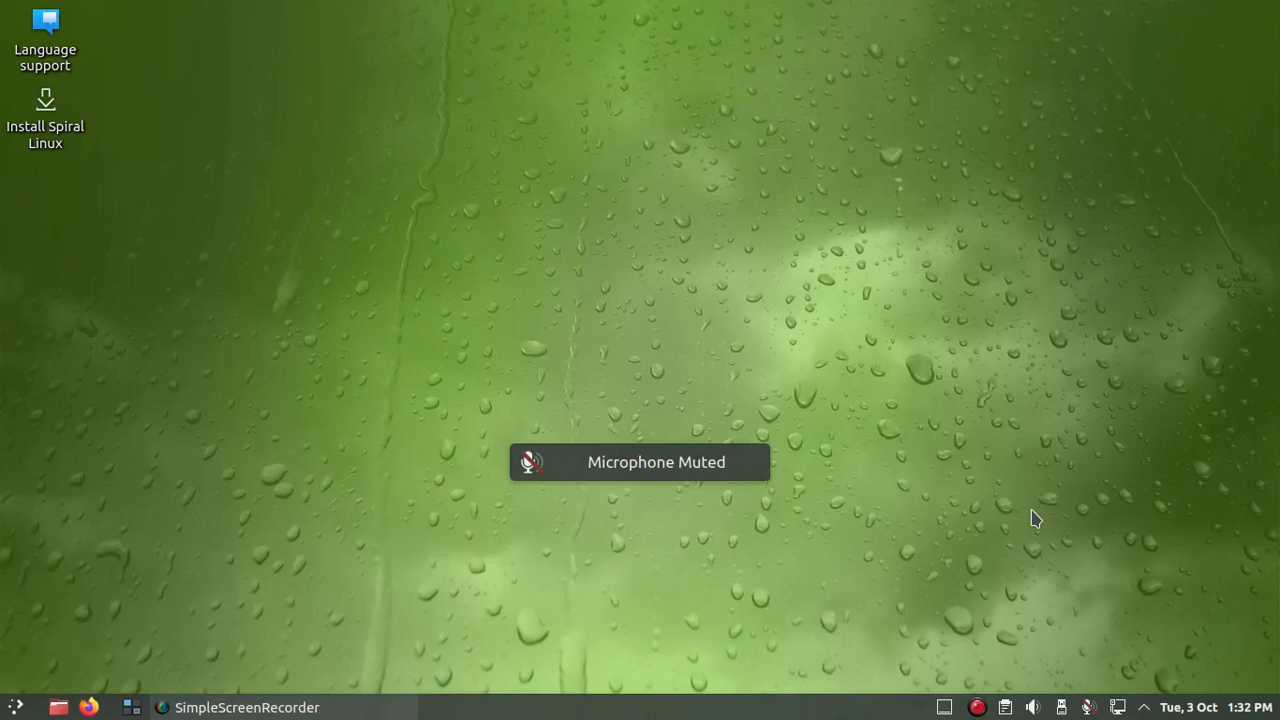 Language
support
Install Spiral
Linux
Microphone Muted
SimpleScreenRecorder
Tue, 3 Oct
1:32 PM